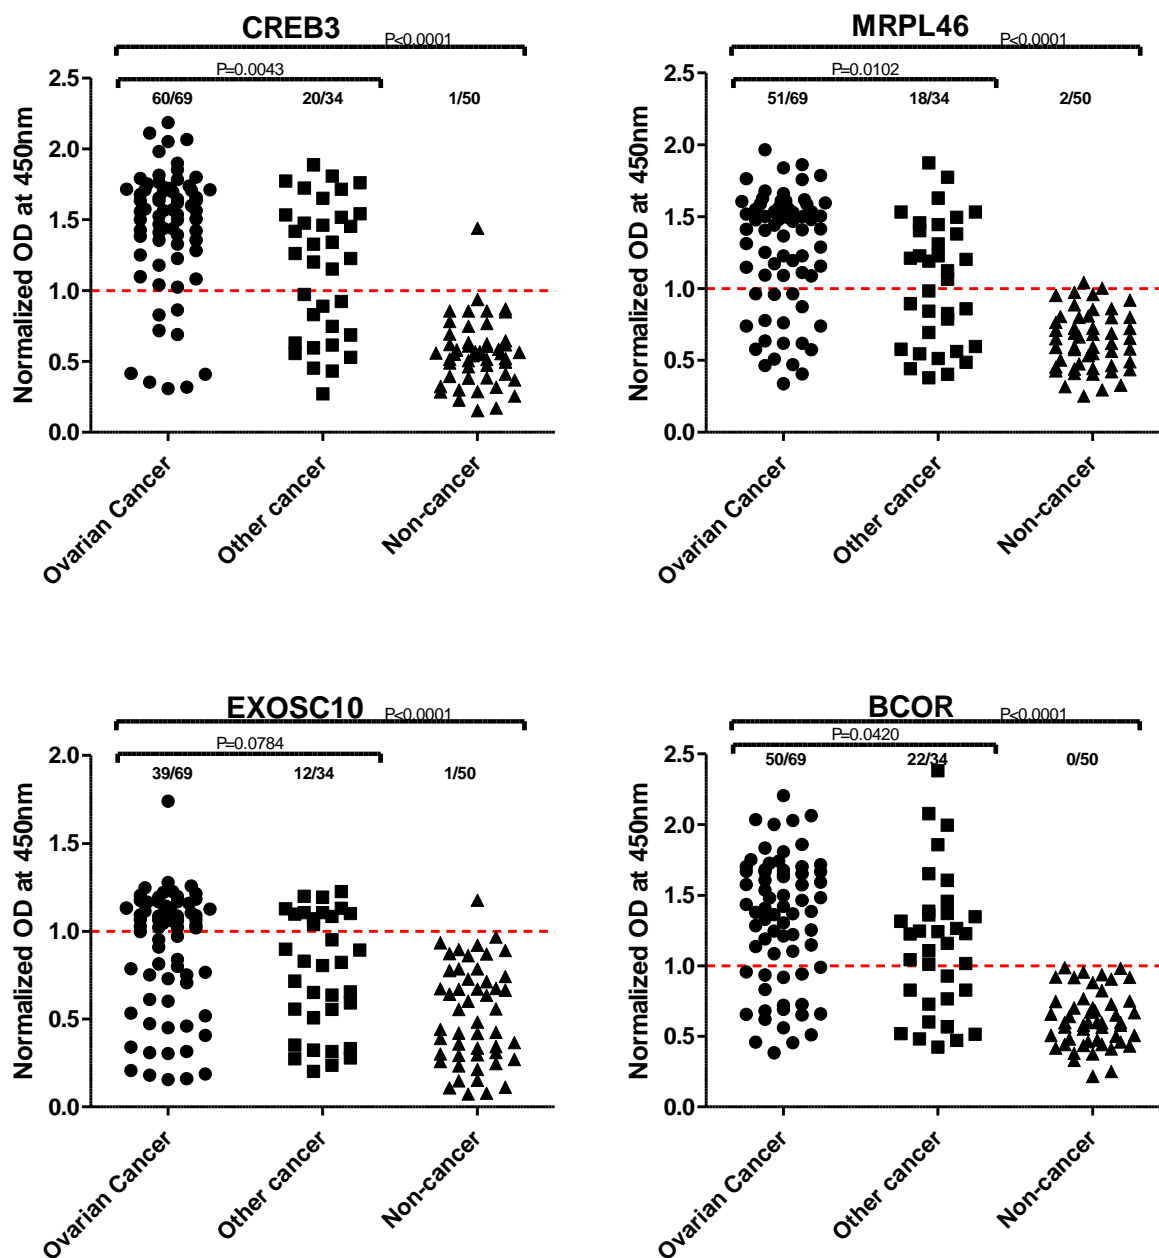 CREB3
P<0.0001
P=0.0043
60/69 20/34 1/50
Normalized OD at 450nm
2.5
2.0
1.5
1.0
0.5
0.0
Ovarian Cancer
Other cancer
Non-cancer
MRPL46
P<0.0001
P=0.0102
51/69 18/34 2/50
Normalized OD at 450nm
2.5
2.0
1.5
1.0
0.5
0.0
Ovarian Cancer
Other cancer
Non-cancer
EXOSC10
P<0.0001
P=0.0784
39/69 12/34 1/50
Normalized OD at 450nm
2.0
1.5
1.0
0.5
0.0
Ovarian Cancer
Other cancer
Non-cancer
BCOR
P<0.0001
P=0.0420
50/69 22/34 0/50
Normalized OD at 450nm
2.5
2.0
1.5
1.0
0.5
0.0
Ovarian Cancer
Other cancer
Non-cancer